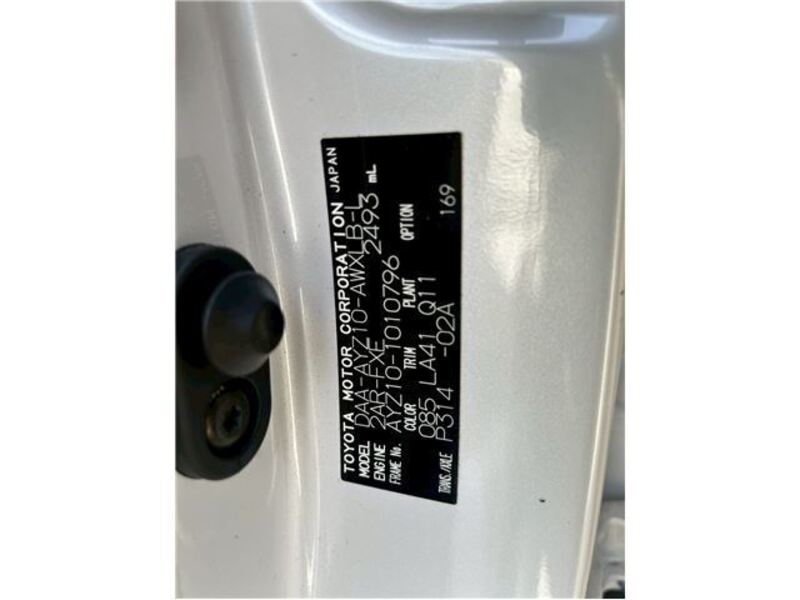 TOYOTA MOTOR CORPORATION JAPAN
MODEL DAA-AYZ10-AWXLB-L
ENGINE 2AR-FXE 2493 mL
FRAME No. AYZ10-1010796
COLOR TRIM PLANT OPTION
085 LA41 Q11 169
TRANS./AXLE P314 -02A